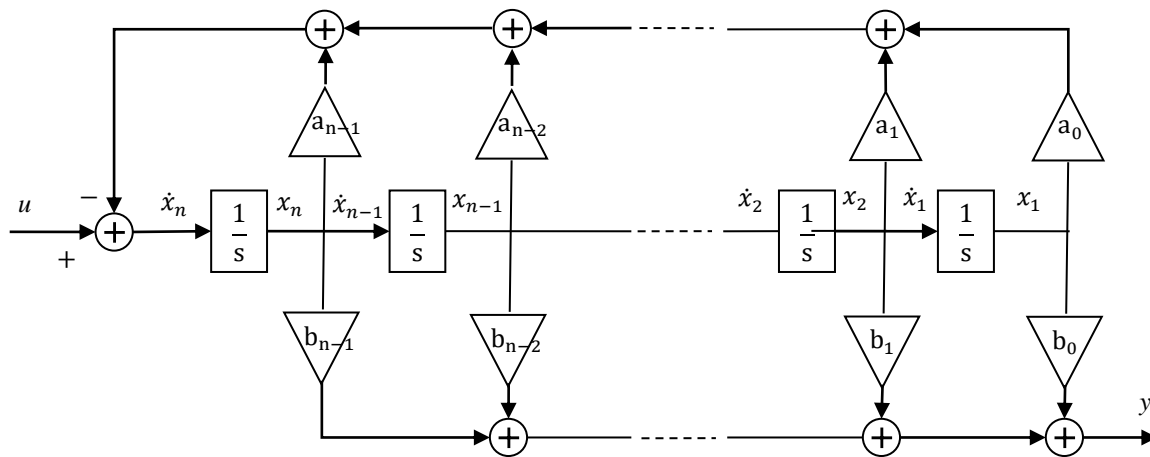 a_{n−1} a_{n−2} a_1 a_0
− ẋ_n x_n ẋ_{n−1} x_{n−1} ẋ_2 x_2 ẋ_1 x_1
u
1/s 1/s 1/s 1/s
+
b_{n−1} b_{n−2} b_1 b_0
y